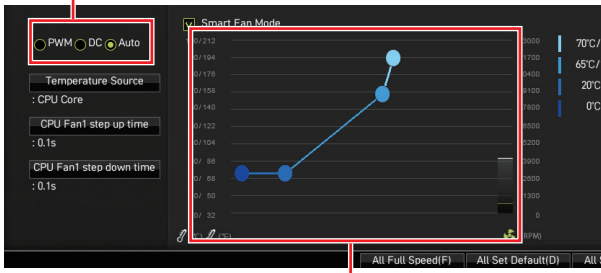 Smart Fan Mode
PWM DC Auto
Temperature Source
: CPU Core
CPU Fan1 step up time
: 0.1s
CPU Fan1 step down time
: 0.1s
0/212
0/194
0/176
0/158
0/140
0/122
0/104
0/ 86
0/ 68
0/ 50
0/ 32
(°F)
3000
1700
0400
9100
7800
6500
5200
3900
2600
1300
0
(RPM)
70°C/
65°C/
20°C
0°C
All Full Speed(F)
All Set Default(D)
All